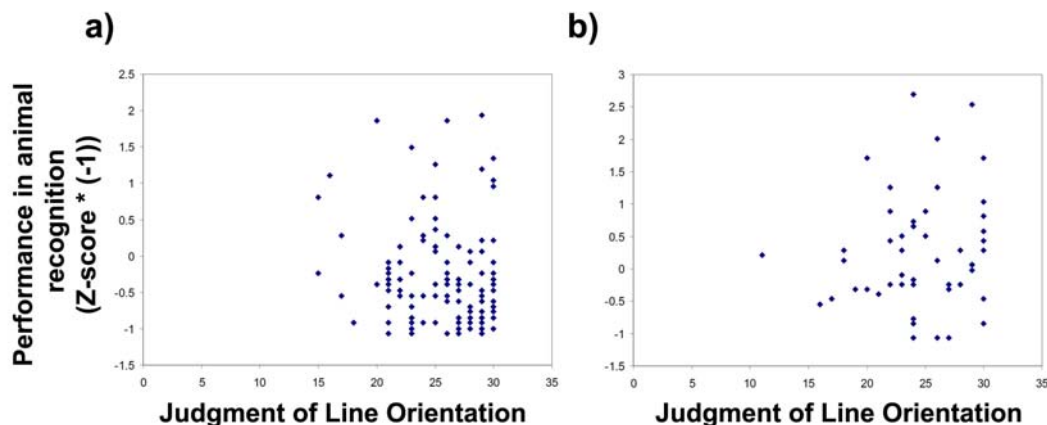 a)
b)
Performance in animal
recognition
(Z-score * (-1))
2.5
2
1.5
1
0.5
0
-0.5
-1
-1.5
0 5 10 15 20 25 30 35
Judgment of Line Orientation
3
2.5
2
1.5
1
0.5
0
-0.5
-1
-1.5
0 5 10 15 20 25 30 35
Judgment of Line Orientation